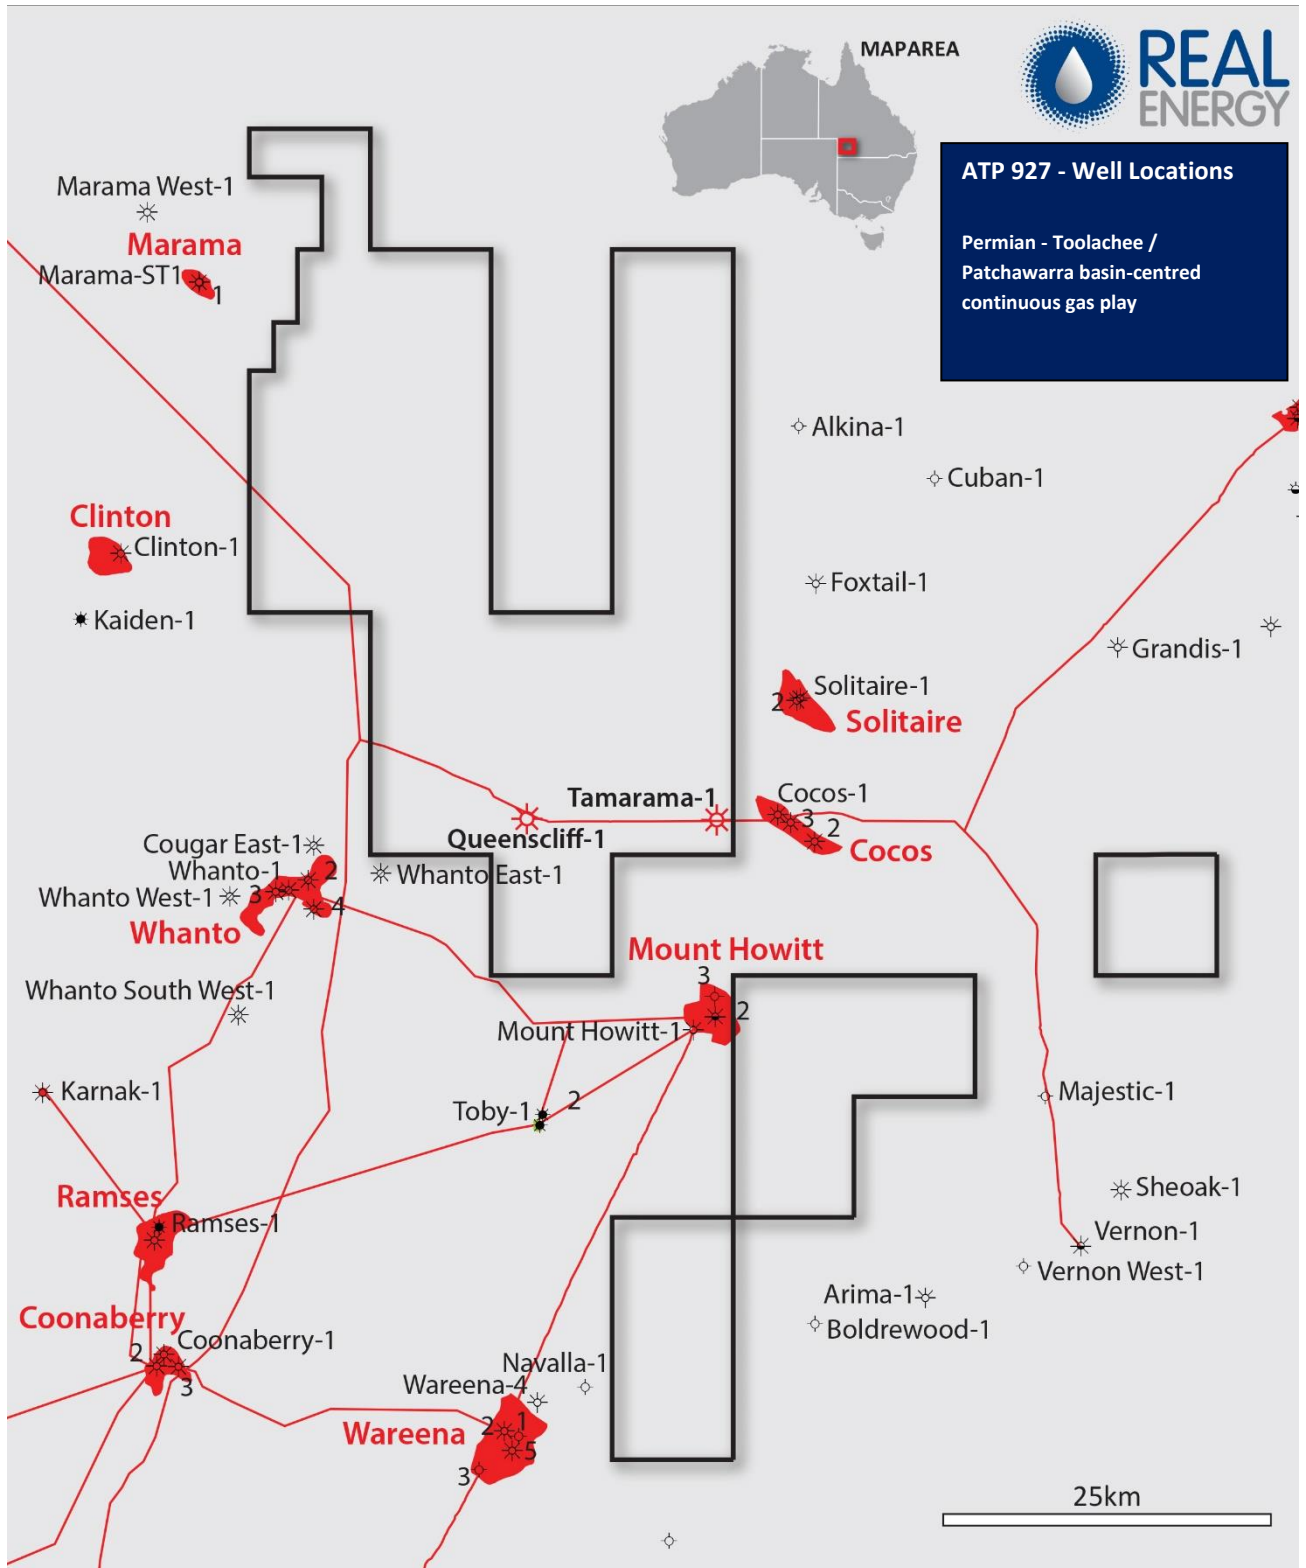 MAPAREA
REAL
ENERGY
ATP 927 - Well Locations
Permian - Toolachee /
Patchawarra basin-centred
continuous gas play
Marama West-1
Marama
Marama-ST1
1
Alkina-1
Cuban-1
Clinton
Clinton-1
Foxtail-1
Kaiden-1
Grandis-1
Solitaire-1
2
Solitaire
Tamarama-1
Cocos-1
3
2
Queenscliff-1
Cocos
Cougar East-1
Whanto-1
2
Whanto East-1
Whanto West-1
3
4
Whanto
Mount Howitt
3
2
Whanto South West-1
Mount Howitt-1
Karnak-1
Toby-1
2
Majestic-1
Ramses
Sheoak-1
Ramses-1
Vernon-1
Vernon West-1
Arima-1
Coonaberry
Boldrewood-1
Coonaberry-1
2
3
Navalla-1
Wareena-4
Wareena
2
1
5
3
25km